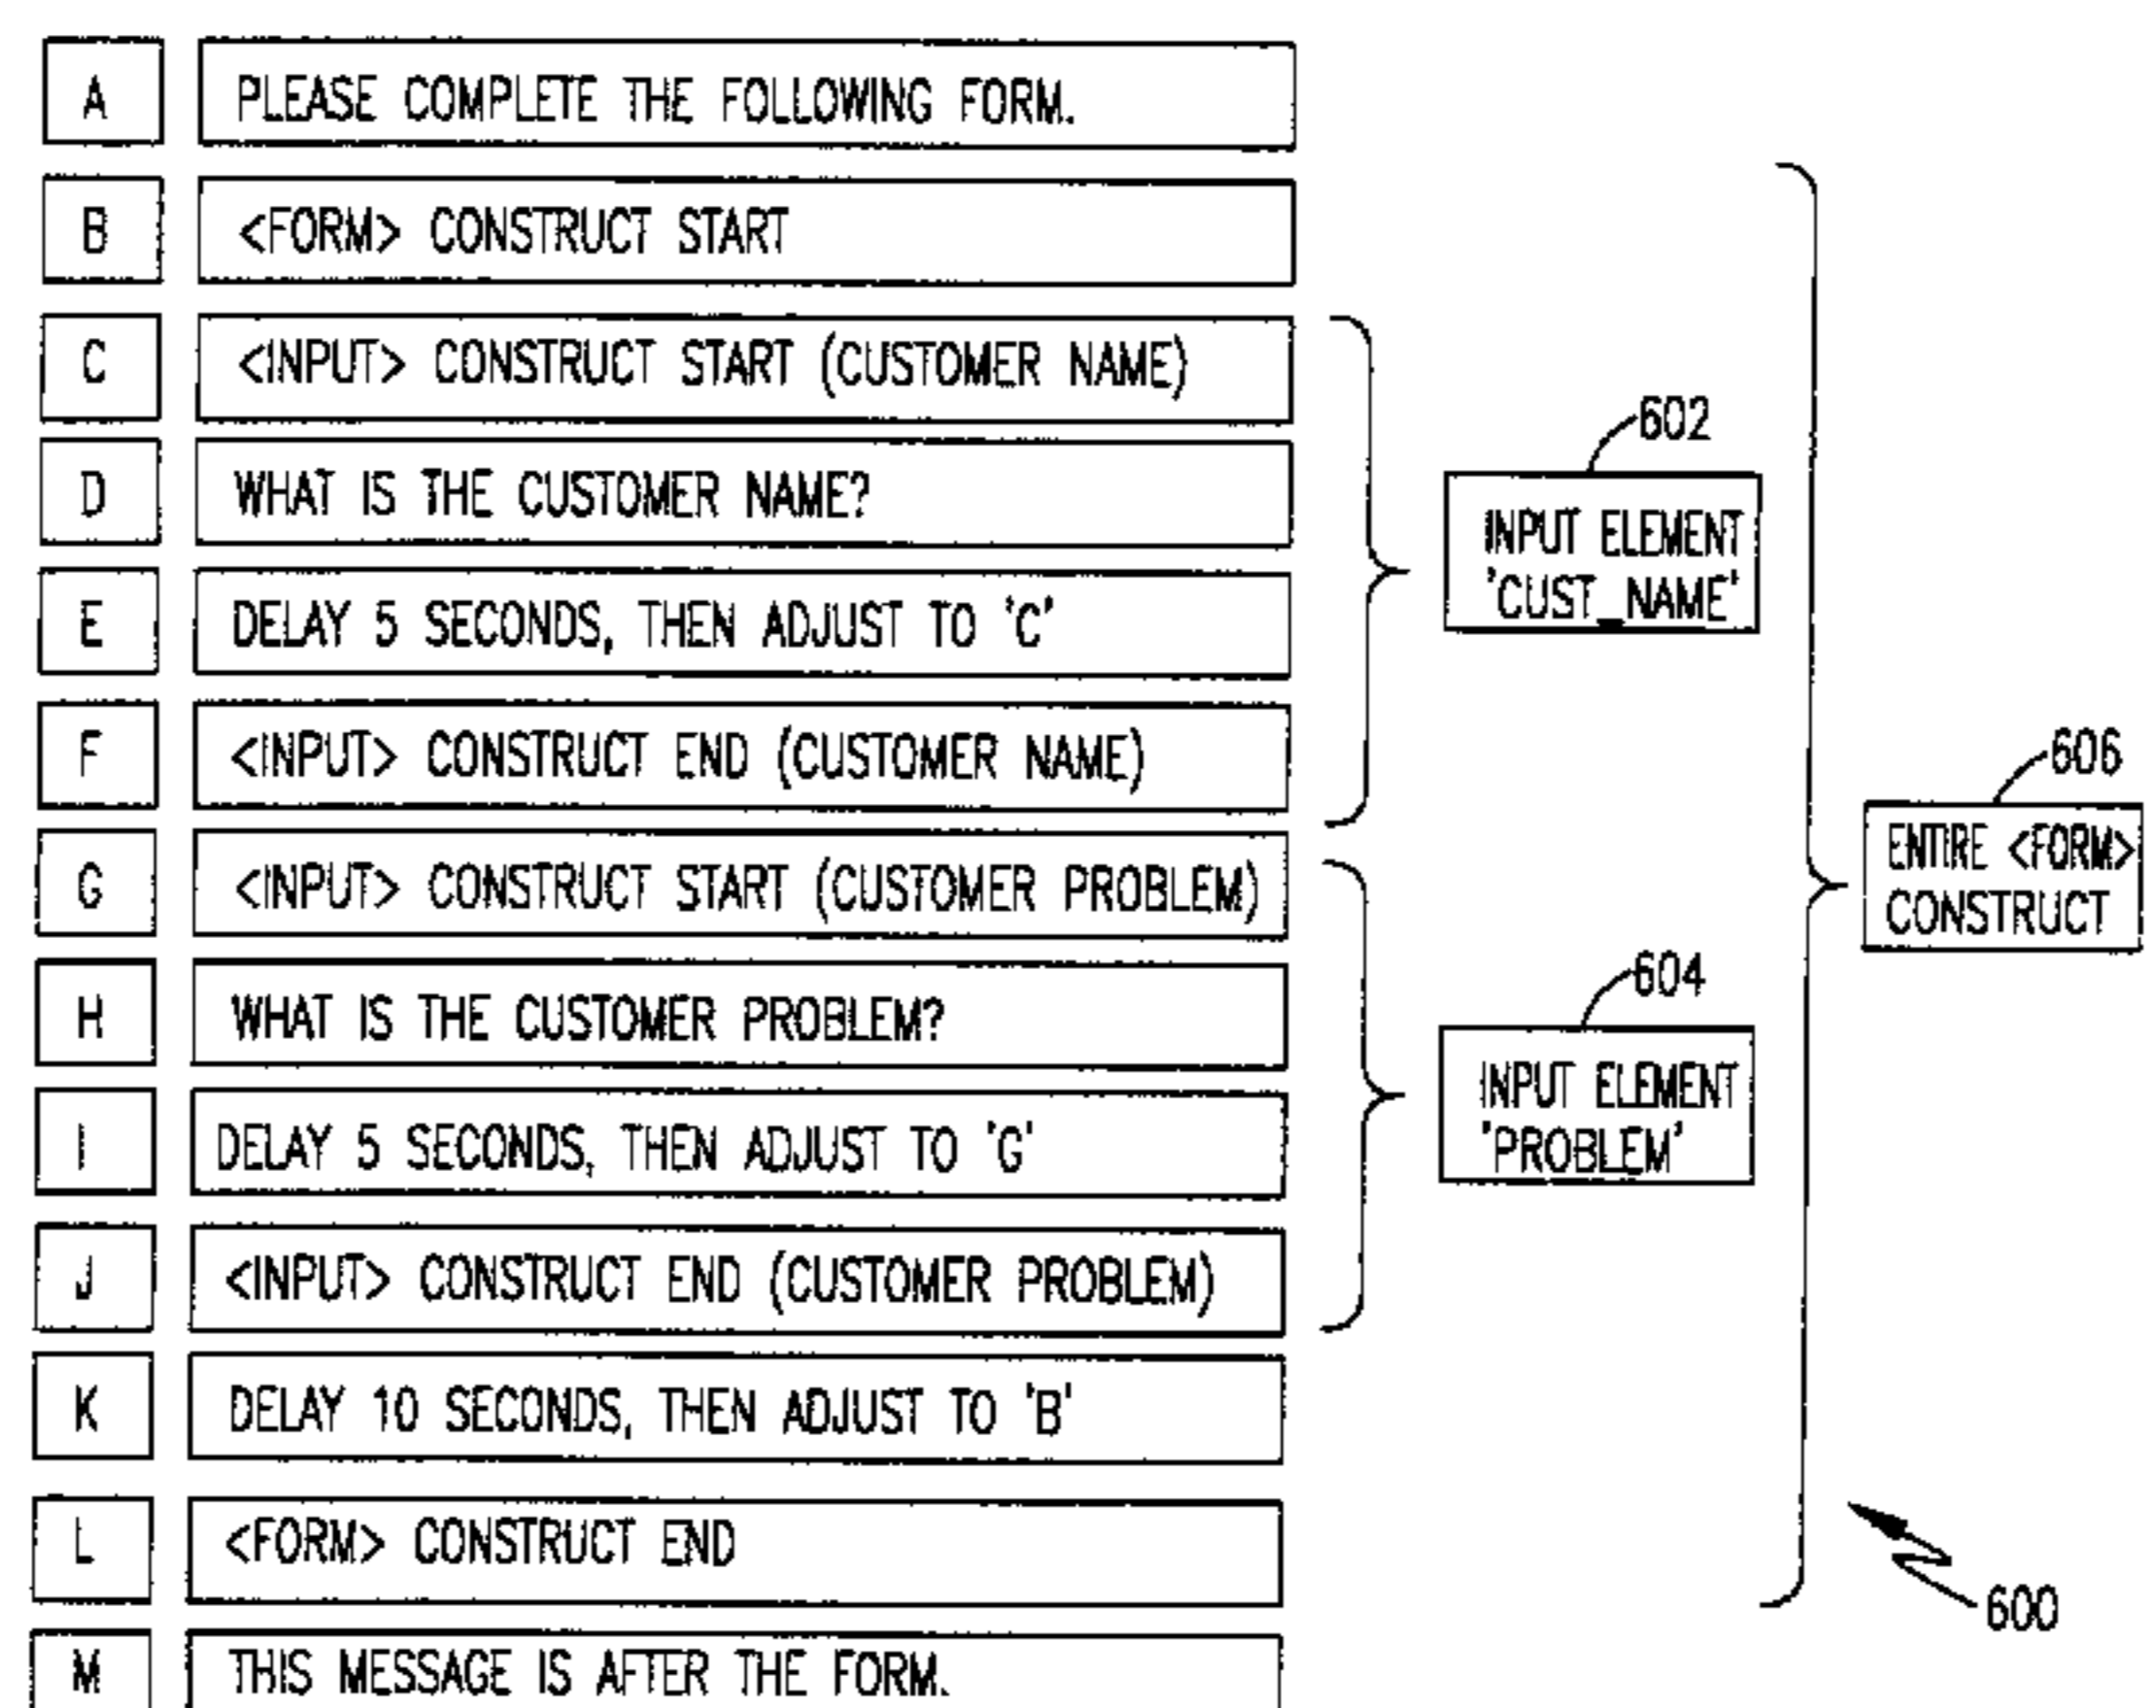 A PLEASE COMPLETE THE FOLLOWING FORM.
B <FORM> CONSTRUCT START
C <INPUT> CONSTRUCT START (CUSTOMER NAME)
D WHAT IS THE CUSTOMER NAME?
E DELAY 5 SECONDS, THEN ADJUST TO 'C'
F <INPUT> CONSTRUCT END (CUSTOMER NAME)
G <INPUT> CONSTRUCT START (CUSTOMER PROBLEM)
H WHAT IS THE CUSTOMER PROBLEM?
I DELAY 5 SECONDS, THEN ADJUST TO 'G'
J <INPUT> CONSTRUCT END (CUSTOMER PROBLEM)
K DELAY 10 SECONDS, THEN ADJUST TO 'B'
L <FORM> CONSTRUCT END
M THIS MESSAGE IS AFTER THE FORM.
602
INPUT ELEMENT
'CUST_NAME'
604
INPUT ELEMENT
'PROBLEM'
606
ENTIRE <FORM>
CONSTRUCT
600